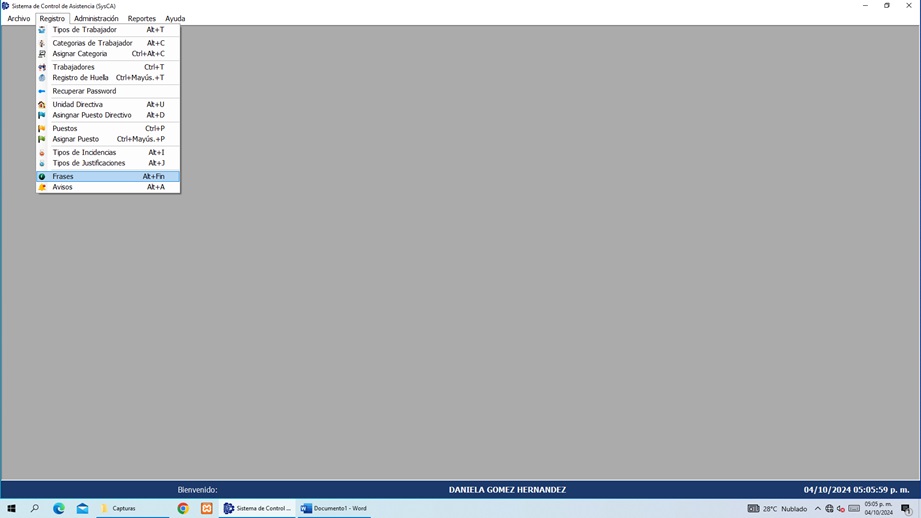 Sistema de Control de Asistencia (SysCA)
Archivo Registro Administración Reportes Ayuda
Tipos de Trabajador Alt+T
Categorias de Trabajador Alt+C
Asignar Categoria Ctrl+Alt+C
Trabajadores Ctrl+T
Registro de Huella Ctrl+Mayús.+T
Recuperar Password
Unidad Directiva Alt+U
Asingnar Puesto Directivo Alt+D
Puestos Ctrl+P
Asignar Puesto Ctrl+Mayús.+P
Tipos de Incidencias Alt+I
Tipos de Justificaciones Alt+J
Frases Alt+Fin
Avisos Alt+A
Bienvenido: DANIELA GOMEZ HERNANDEZ 04/10/2024 05:05:59 p. m.
Capturas Sistema de Control ... Documento1 - Word 28°C Nublado 05:05 p. m.
04/10/2024